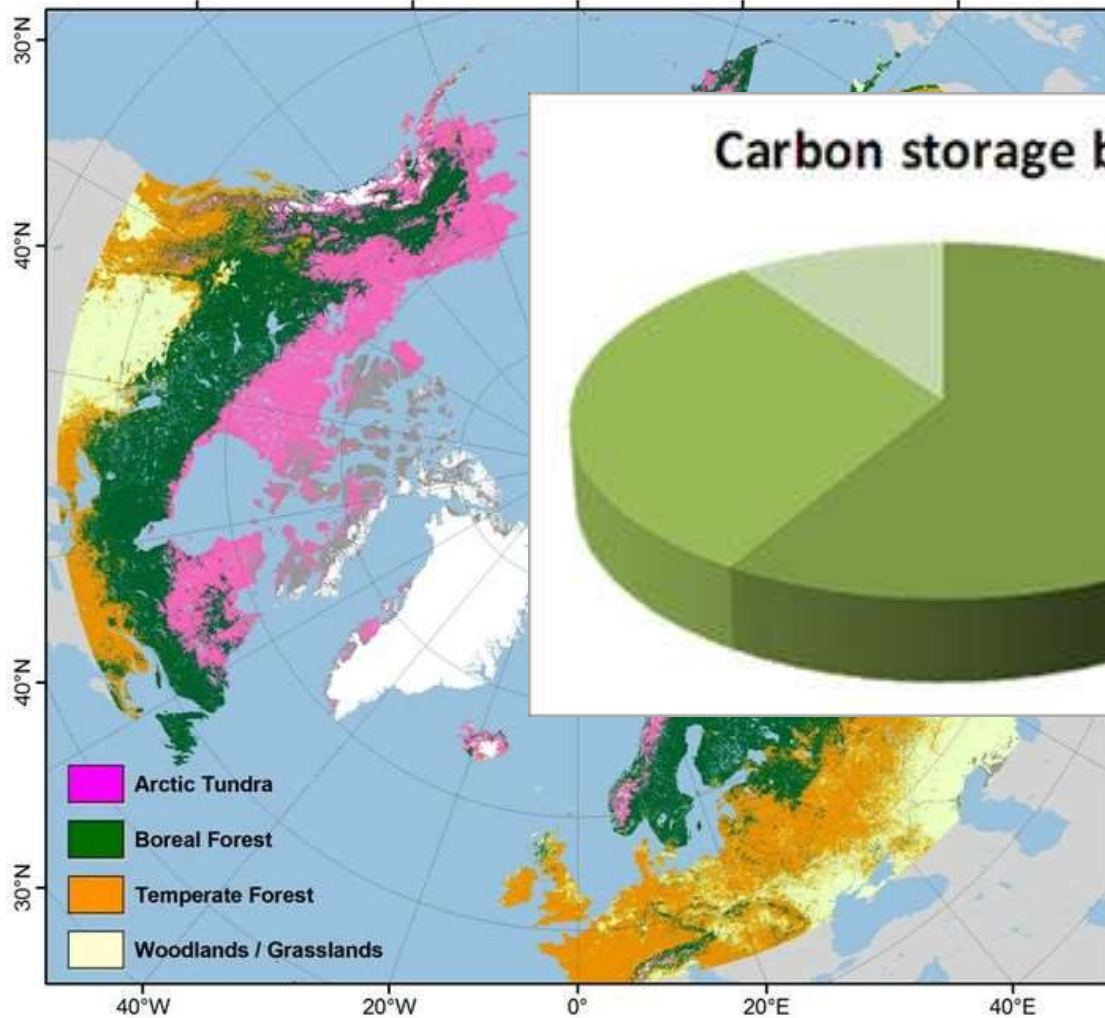 30°N
40°N
40°N
30°N
Carbon storage b
Arctic Tundra
Boreal Forest
Temperate Forest
Woodlands / Grasslands
40°W
20°W
0°
20°E
40°E